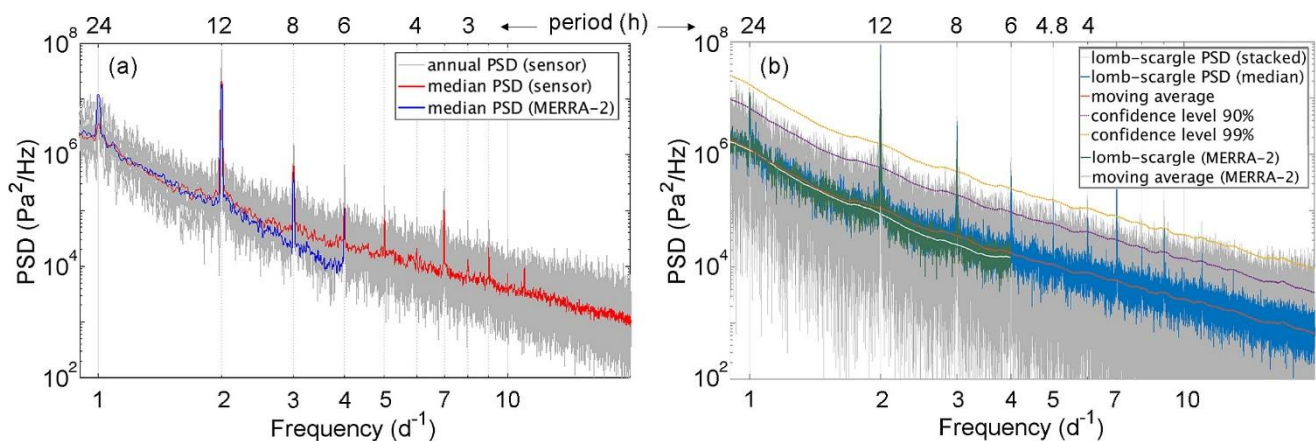 24 12 8 6 4 3 ← period (h) → 24 12 8 6 4.8 4
10^8 (a) annual PSD (sensor)
median PSD (sensor)
median PSD (MERRA-2)
10^6
10^4
10^2
PSD (Pa^2/Hz)
1 2 3 4 5 7 10
Frequency (d^-1)
10^8 (b) lomb-scargle PSD (stacked)
lomb-scargle PSD (median)
moving average
confidence level 90%
confidence level 99%
lomb-scargle (MERRA-2)
moving average (MERRA-2)
10^6
10^4
10^2
PSD (Pa^2/Hz)
1 2 3 4 5 7 10
Frequency (d^-1)